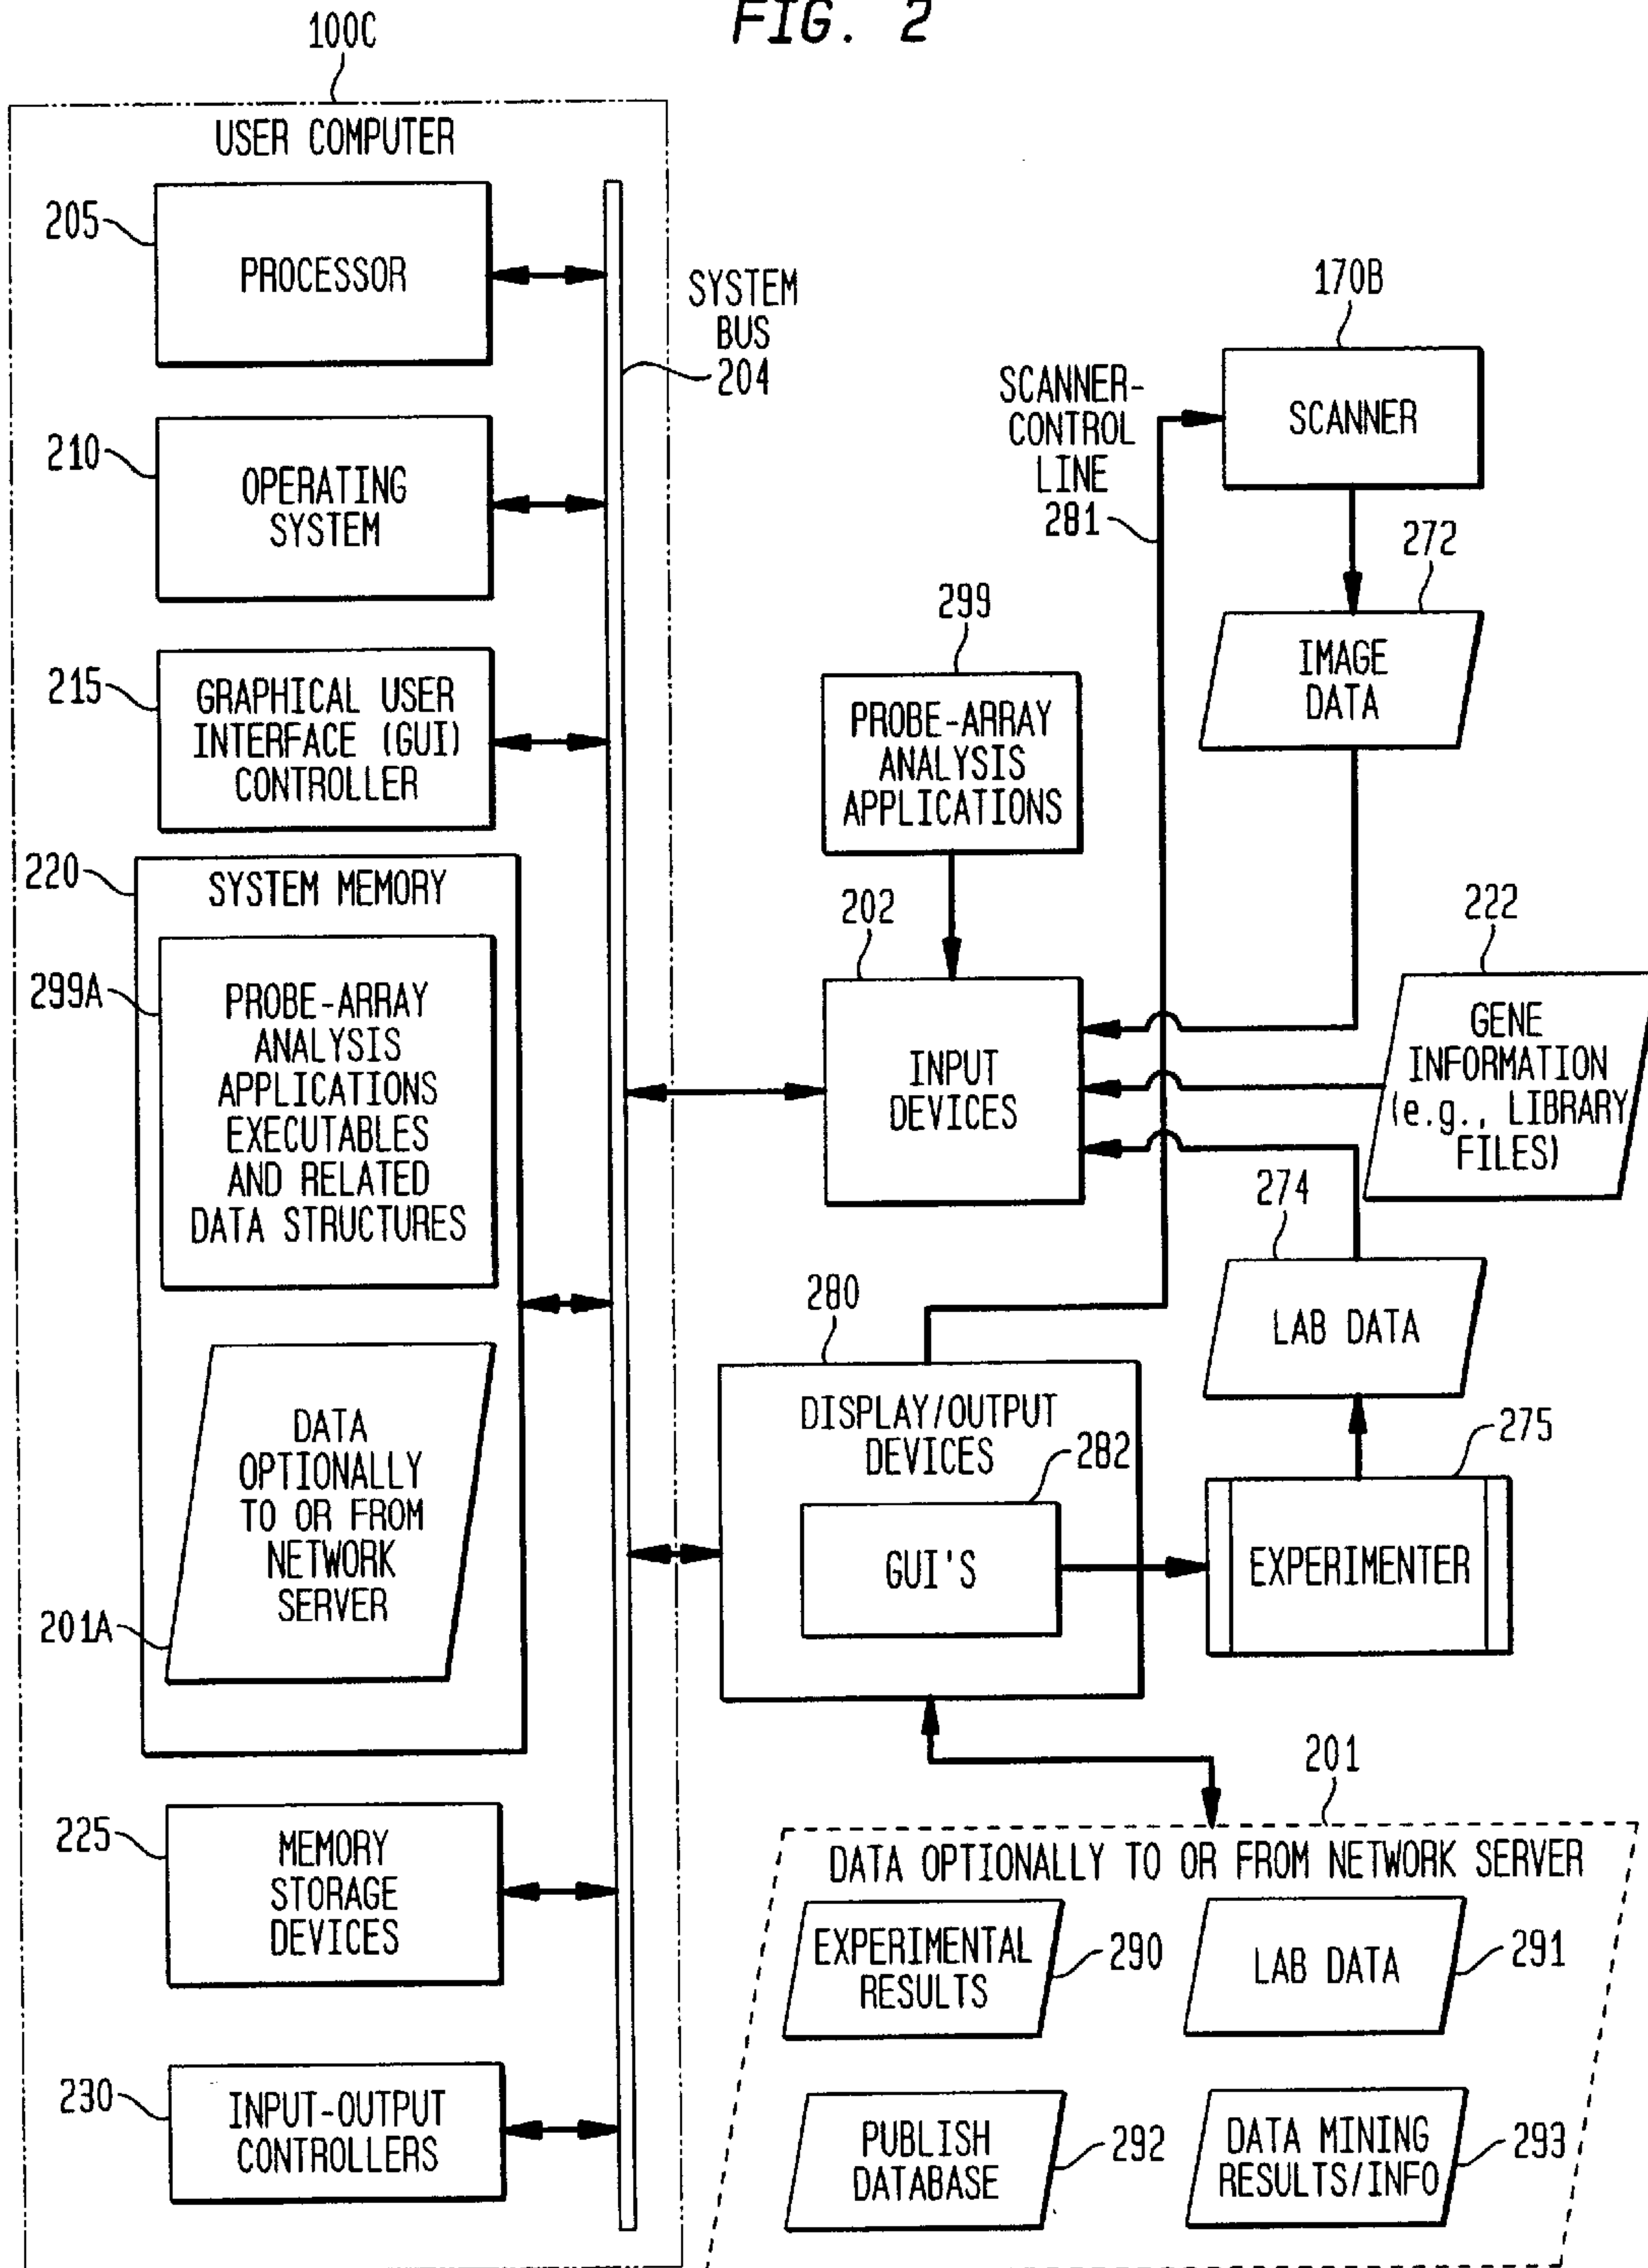 FIG. 2
100C
USER COMPUTER
205
PROCESSOR
210
OPERATING
SYSTEM
215
GRAPHICAL USER
INTERFACE (GUI)
CONTROLLER
220
SYSTEM MEMORY
299A
PROBE-ARRAY
ANALYSIS
APPLICATIONS
EXECUTABLES
AND RELATED
DATA STRUCTURES
DATA
OPTIONALLY
TO OR FROM
NETWORK
SERVER
201A
225
MEMORY
STORAGE
DEVICES
230
INPUT-OUTPUT
CONTROLLERS
SYSTEM
BUS
204
170B
SCANNER-
CONTROL
LINE
281
SCANNER
272
IMAGE
DATA
299
PROBE-ARRAY
ANALYSIS
APPLICATIONS
202
INPUT
DEVICES
222
GENE
INFORMATION
(e.g., LIBRARY
FILES)
274
LAB DATA
280
DISPLAY/OUTPUT
DEVICES
282
GUI'S
275
EXPERIMENTER
201
DATA OPTIONALLY TO OR FROM NETWORK SERVER
EXPERIMENTAL
RESULTS
290
LAB DATA
291
PUBLISH
DATABASE
292
DATA MINING
RESULTS/INFO
293